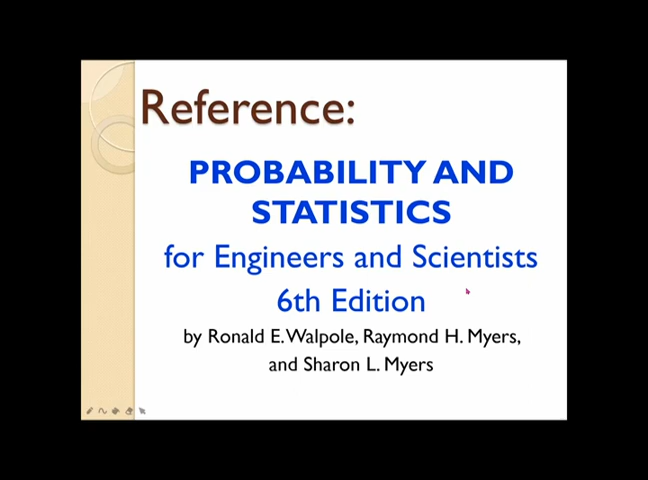 Reference:
PROBABILITY AND
STATISTICS
for Engineers and Scientists
6th Edition
by Ronald E. Walpole, Raymond H. Myers,
and Sharon L. Myers